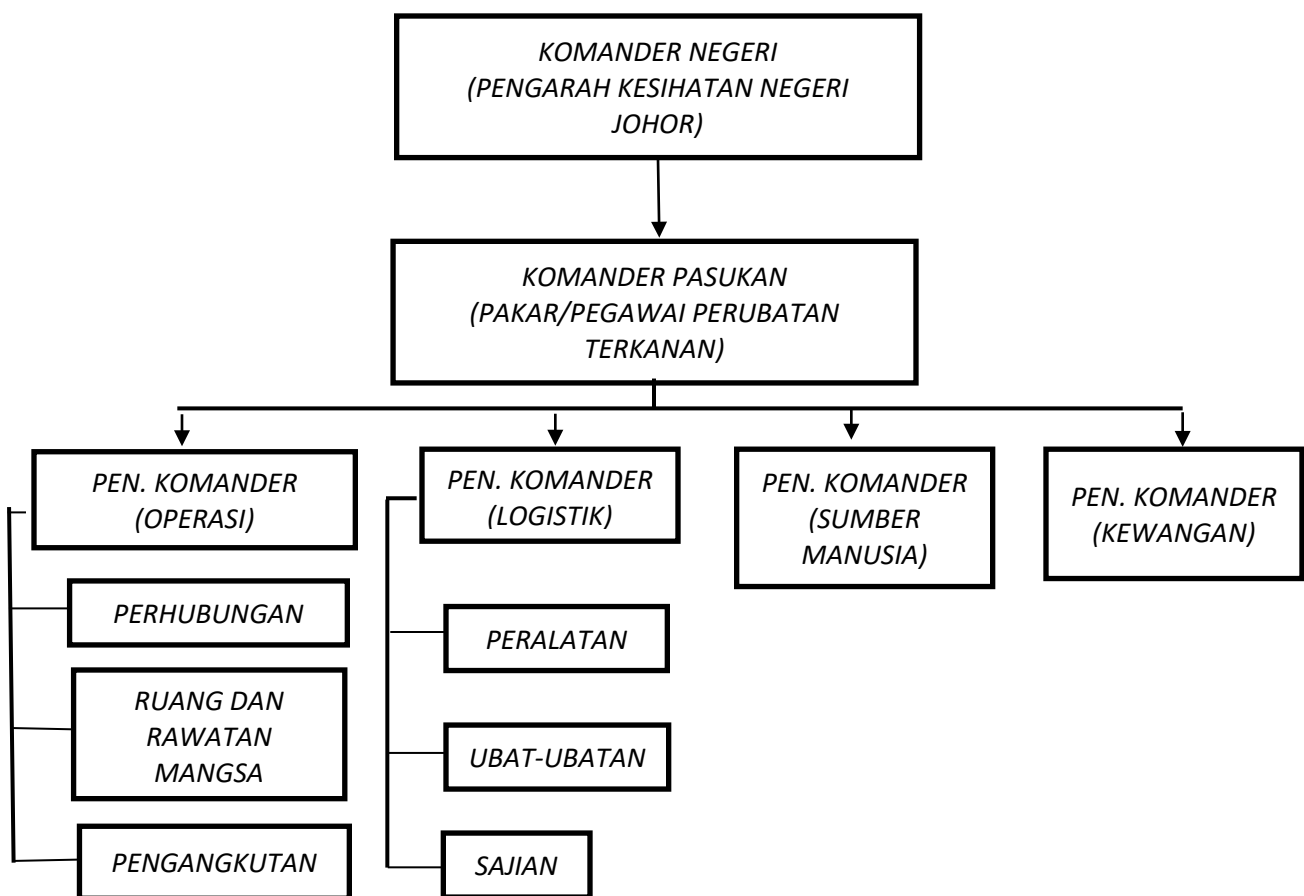 KOMANDER NEGERI
(PENGARAH KESIHATAN NEGERI
JOHOR)
KOMANDER PASUKAN
(PAKAR/PEGAWAI PERUBATAN
TERKANAN)
PEN. KOMANDER
(OPERASI)
PEN. KOMANDER
(LOGISTIK)
PEN. KOMANDER
(SUMBER
MANUSIA)
PEN. KOMANDER
(KEWANGAN)
PERHUBUNGAN
RUANG DAN
RAWATAN
MANGSA
PENGANGKUTAN
PERALATAN
UBAT-UBATAN
SAJIAN